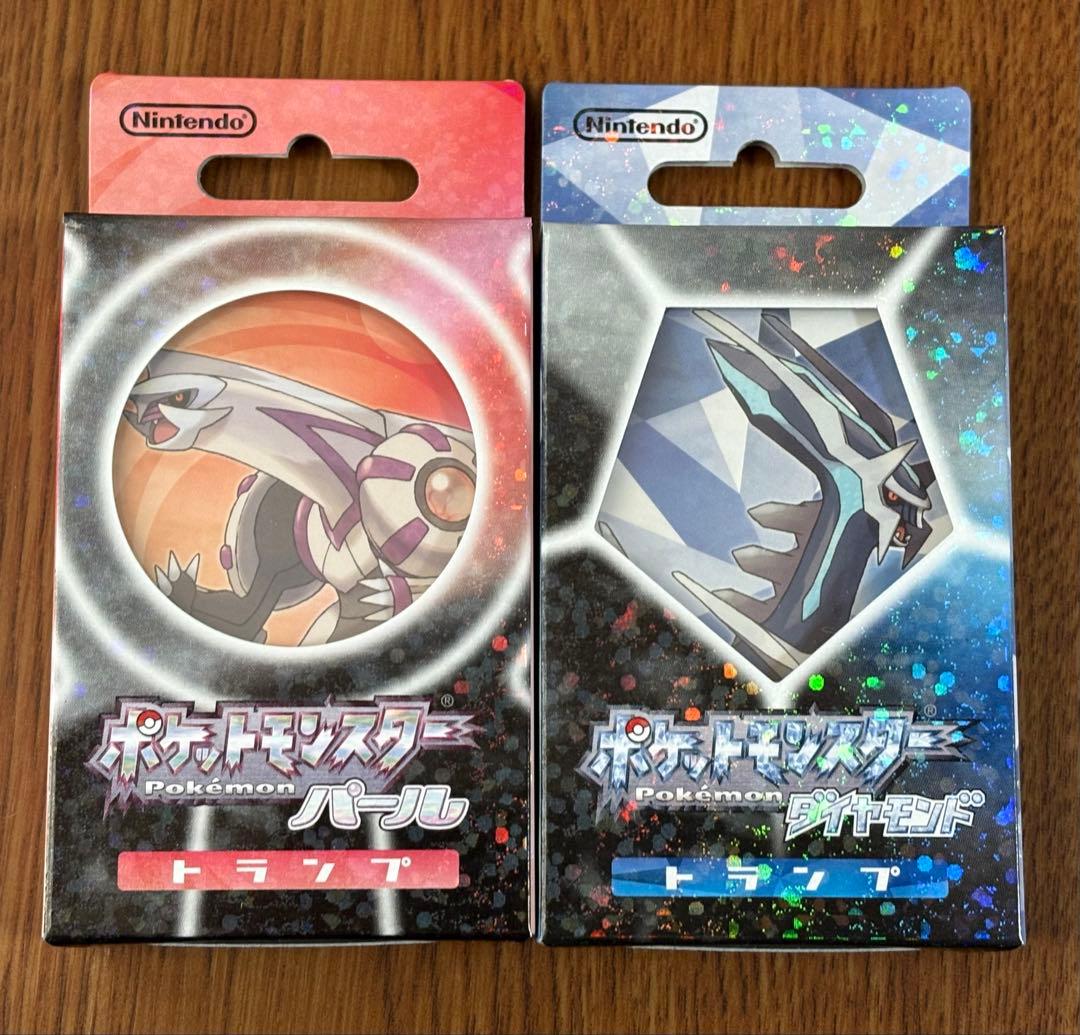 Nintendo®
ポケットモンスター®
Pokémon
パール
トランプ
Nintendo®
ポケットモンスター®
Pokémon
ダイヤモンド
トランプ